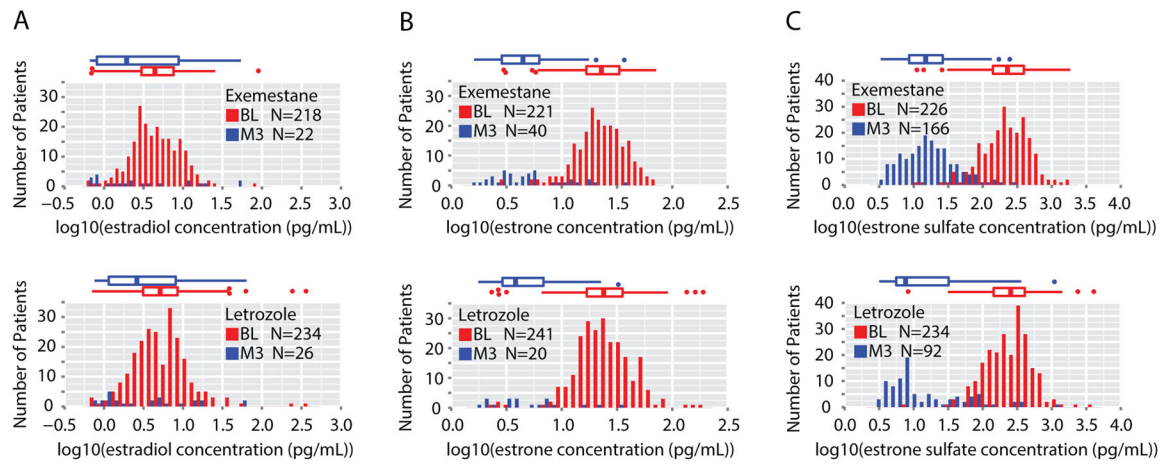 A
Number of Patients
30
20
10
0
Exemestane
BL N=218
M3 N=22
−0.5 0.0 0.5 1.0 1.5 2.0 3.0
log10(estradiol concentration (pg/mL))
B
Number of Patients
30
20
10
0
Exemestane
BL N=221
M3 N=40
0.0 0.5 1.0 1.5 2.0 2.5
log10(estrone concentration (pg/mL))
C
Number of Patients
40
30
20
10
0
Exemestane
BL N=226
M3 N=166
0.0 0.5 1.0 1.5 2.0 2.5 3.0 3.5 4.0
log10(estrone sulfate concentration (pg/mL))
Number of Patients
30
20
10
0
Letrozole
BL N=234
M3 N=26
−0.5 0.0 0.5 1.0 1.5 2.0 2.5 3.0
log10(estradiol concentration (pg/mL))
Number of Patients
30
20
10
0
Letrozole
BL N=241
M3 N=20
0.0 0.5 1.0 1.5 2.0 2.5
log10(estrone concentration (pg/mL))
Number of Patients
40
30
20
10
0
Letrozole
BL N=234
M3 N=92
0.0 0.5 1.0 1.5 2.0 2.5 3.0 3.5 4.0
log10(estrone sulfate concentration (pg/mL))